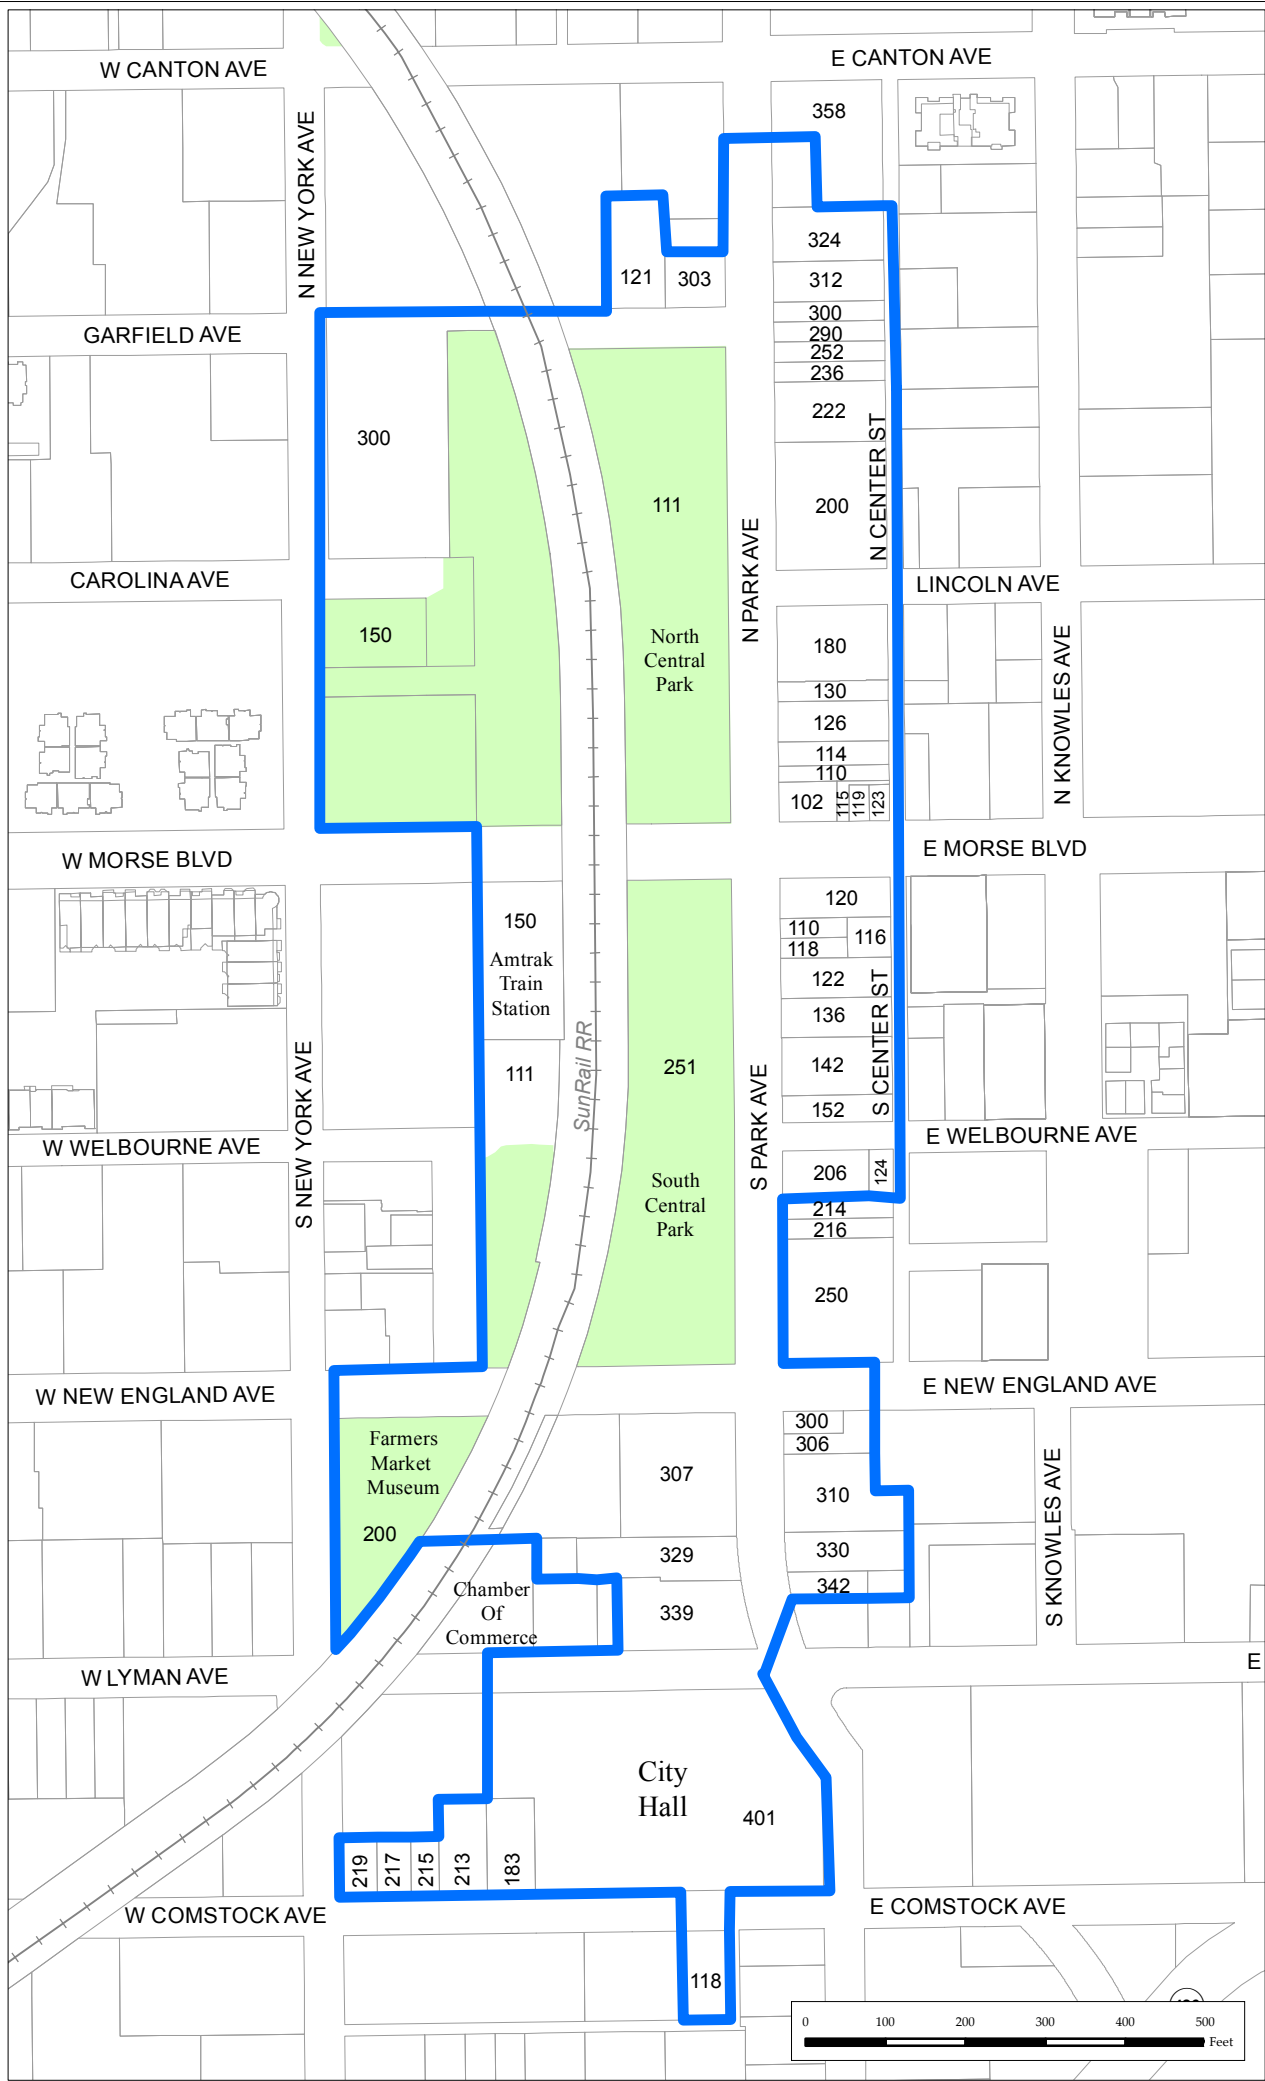 W CANTON AVE
E CANTON AVE
358
N NEW YORK AVE
324
121
303
312
300
GARFIELD AVE
290
252
236
222
300
N CENTER ST
111
200
N PARK AVE
CAROLINA AVE
LINCOLN AVE
150
North
Central
Park
180
N KNOWLES AVE
130
126
114
110
102
115
119
123
W MORSE BLVD
E MORSE BLVD
120
150
110
116
118
Amtrak
Train
Station
122
136
S CENTER ST
SunRail RR
S NEW YORK AVE
111
251
142
S PARK AVE
152
W WELBOURNE AVE
E WELBOURNE AVE
206
124
South
Central
Park
214
216
250
W NEW ENGLAND AVE
E NEW ENGLAND AVE
300
306
Farmers
Market
Museum
307
310
S KNOWLES AVE
200
329
330
342
Chamber
Of
Commerce
339
W LYMAN AVE
E
City
Hall
401
219
217
215
213
183
W COMSTOCK AVE
E COMSTOCK AVE
118
0 100 200 300 400 500
Feet